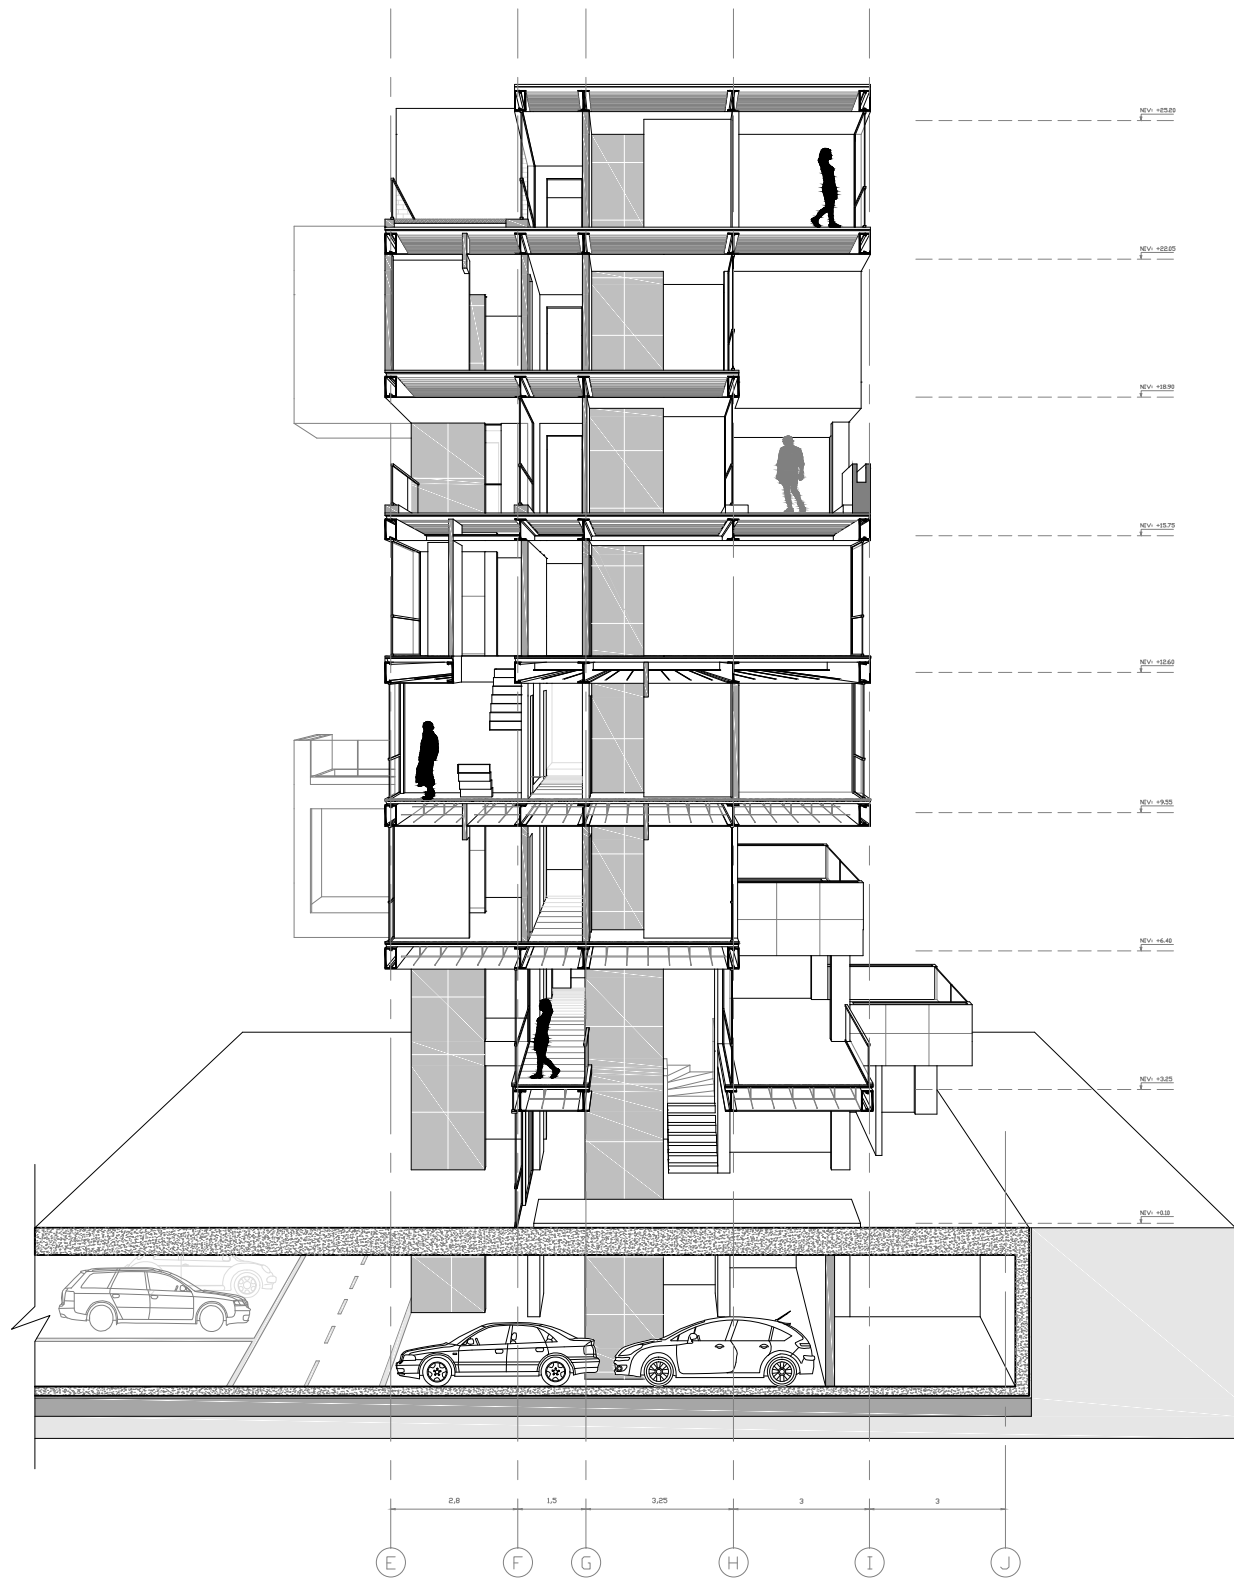 NIV: +25.20
NIV: +22.05
NIV: +18.90
NIV: +15.75
NIV: +12.60
NIV: +9.55
NIV: +6.40
NIV: +3.25
NIV: +0.10
2,8 1,5 3,25 3 3
E F G H I J